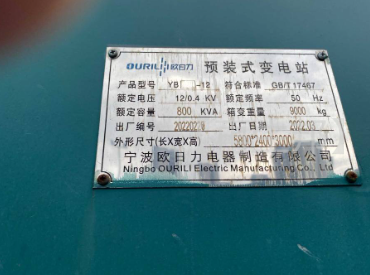 OURILI 欧日力 预装式变电站
产品型号 符合标准 GB/T17467
额定电压 12/0.4 KV 额定频率 50 Hz
额定容量 800 KVA 箱变重量 9000 kg
出厂编号 出厂日期 2022.03
外形尺寸(长X宽X高) 5800*2400*3000 mm
宁波欧日力电器制造有限公司
Ningbo OURILI Electric Manufacturing Co., Ltd